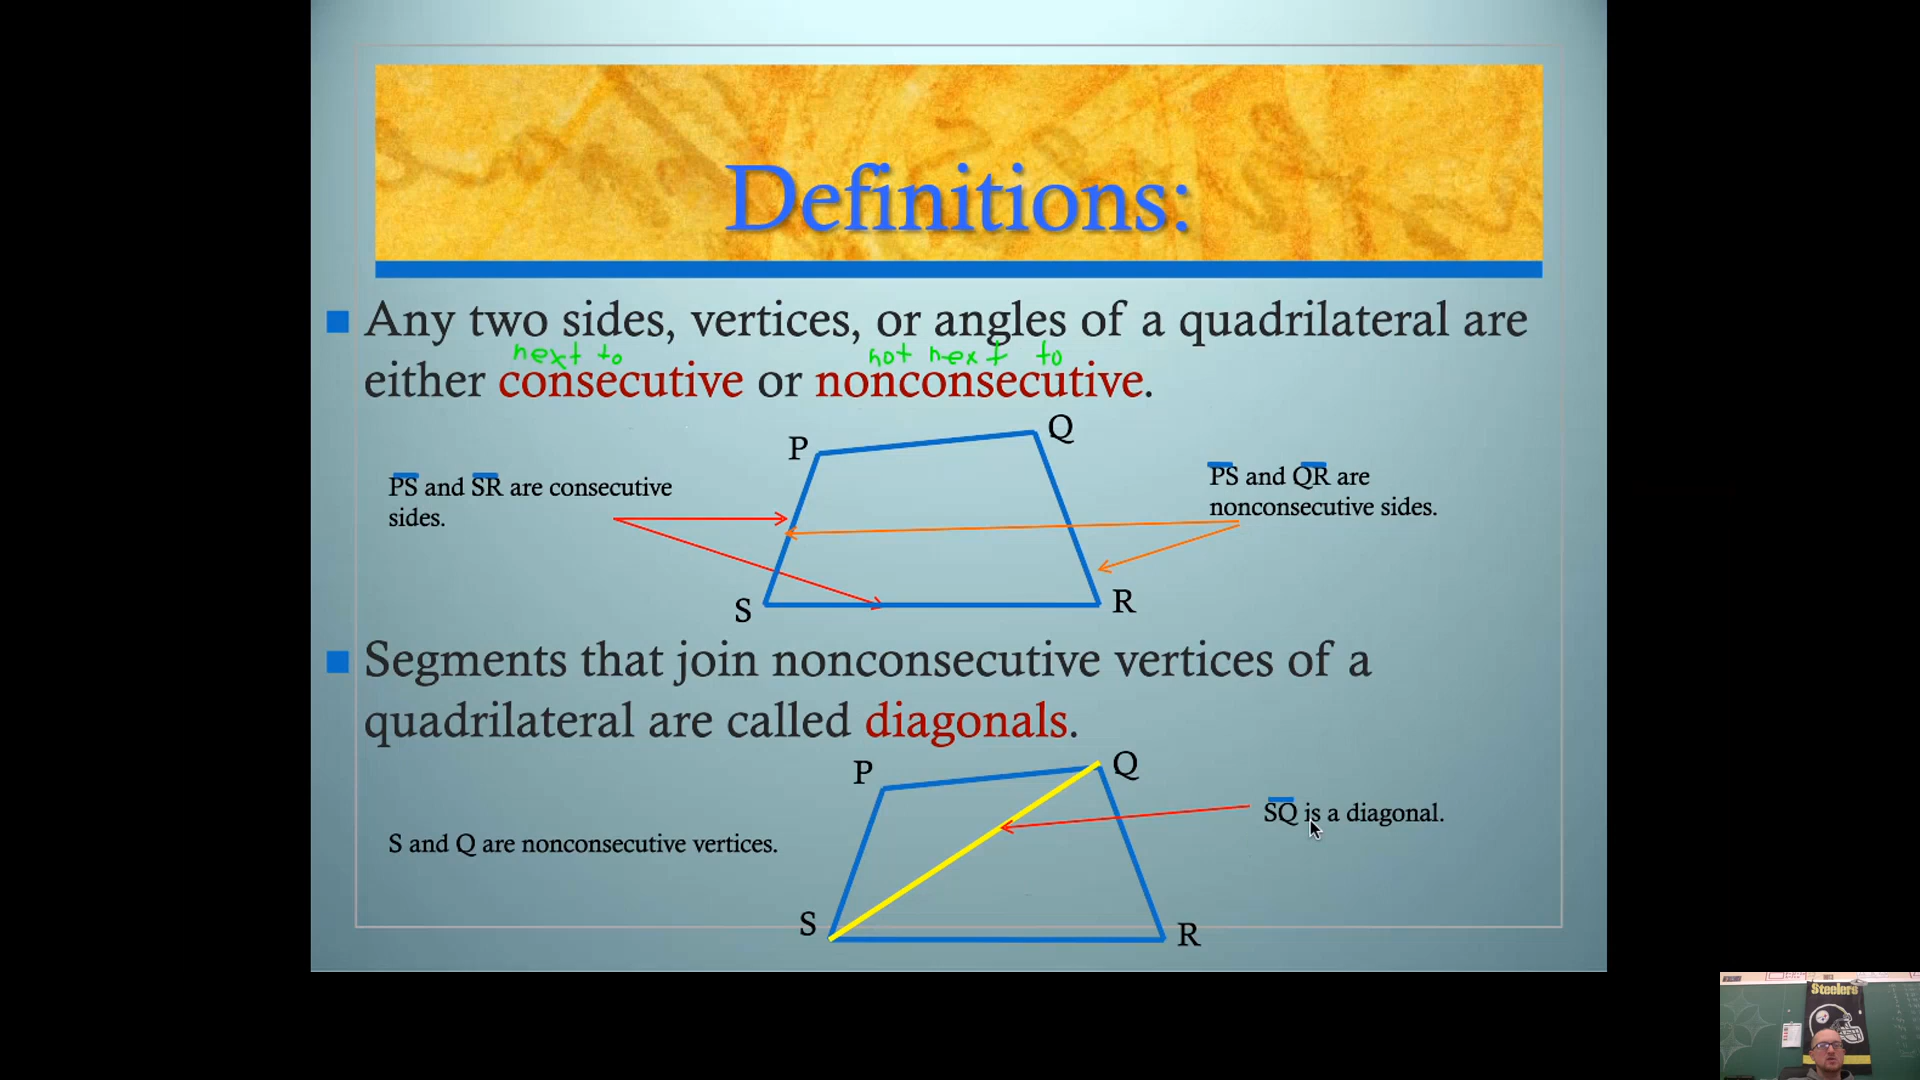 Definitions:
Any two sides, vertices, or angles of a quadrilateral are
next to not next to
either consecutive or nonconsecutive.
P
Q
PS and SR are consecutive
sides.
PS and QR are
nonconsecutive sides.
S
R
Segments that join nonconsecutive vertices of a
quadrilateral are called diagonals.
P
Q
SQ is a diagonal.
S and Q are nonconsecutive vertices.
S
R
Steelers